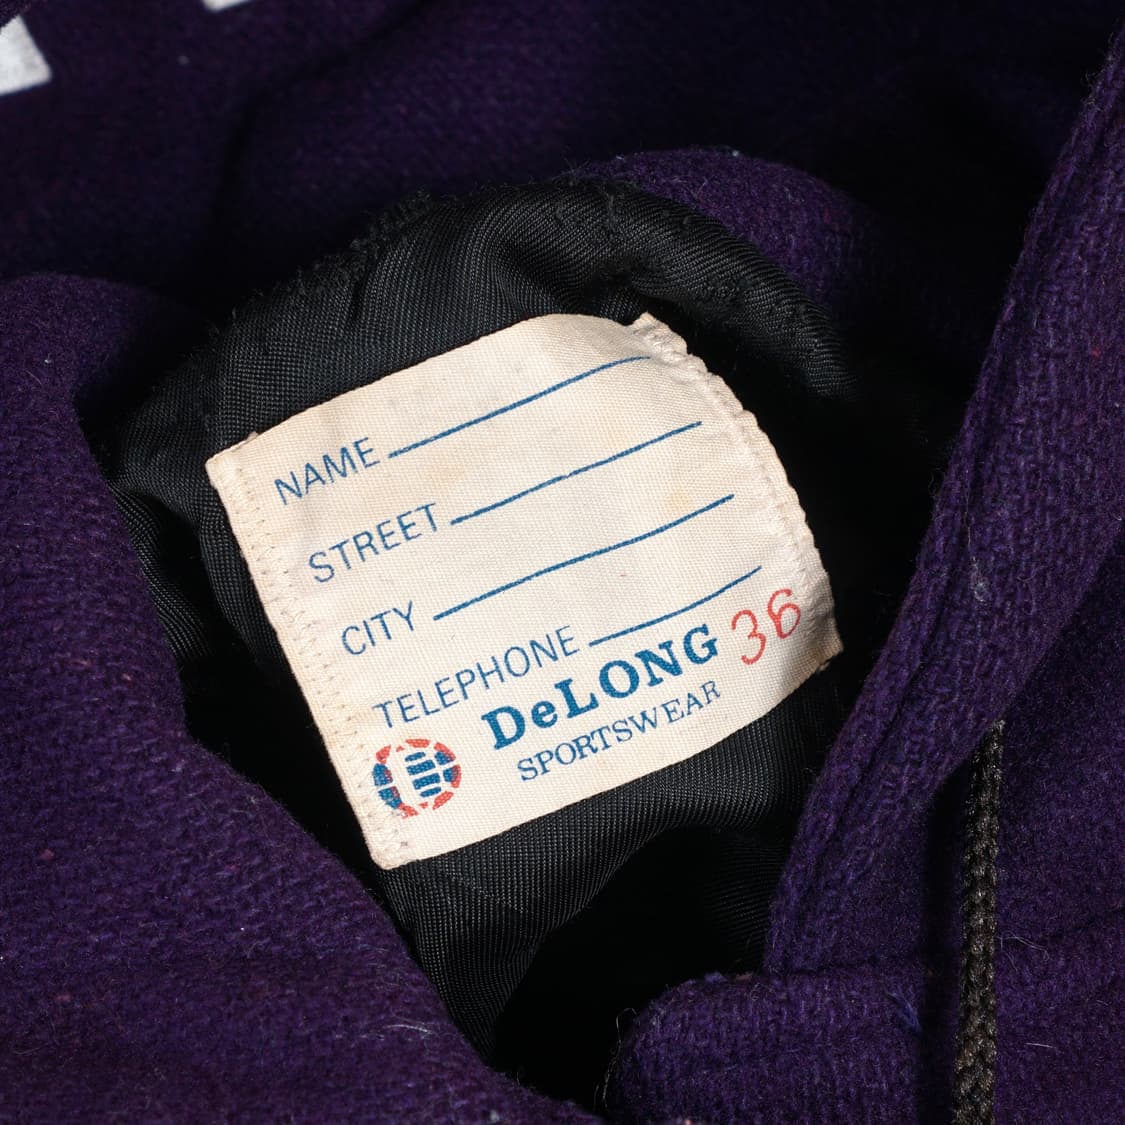 NAME
STREET
CITY
TELEPHONE
DeLONG 36
SPORTSWEAR